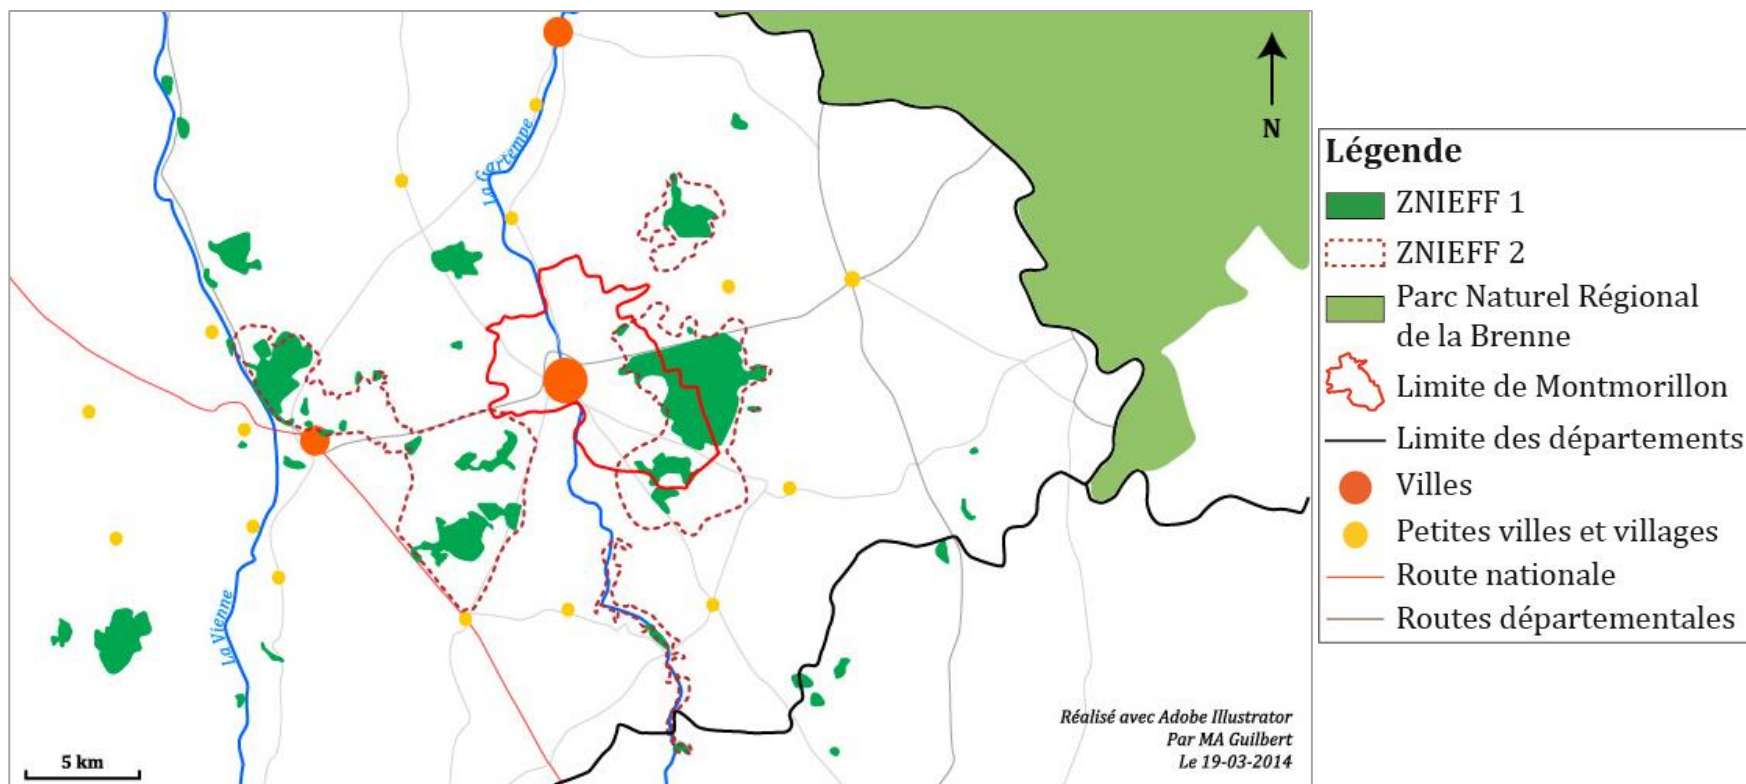 La Gartempe
La Vienne
N
5 km
Réalisé avec Adobe Illustrator
Par MA Guilbert
Le 19-03-2014
Légende
ZNIEFF 1
ZNIEFF 2
Parc Naturel Régional
de la Brenne
Limite de Montmorillon
Limite des départements
Villes
Petites villes et villages
Route nationale
Routes départementales